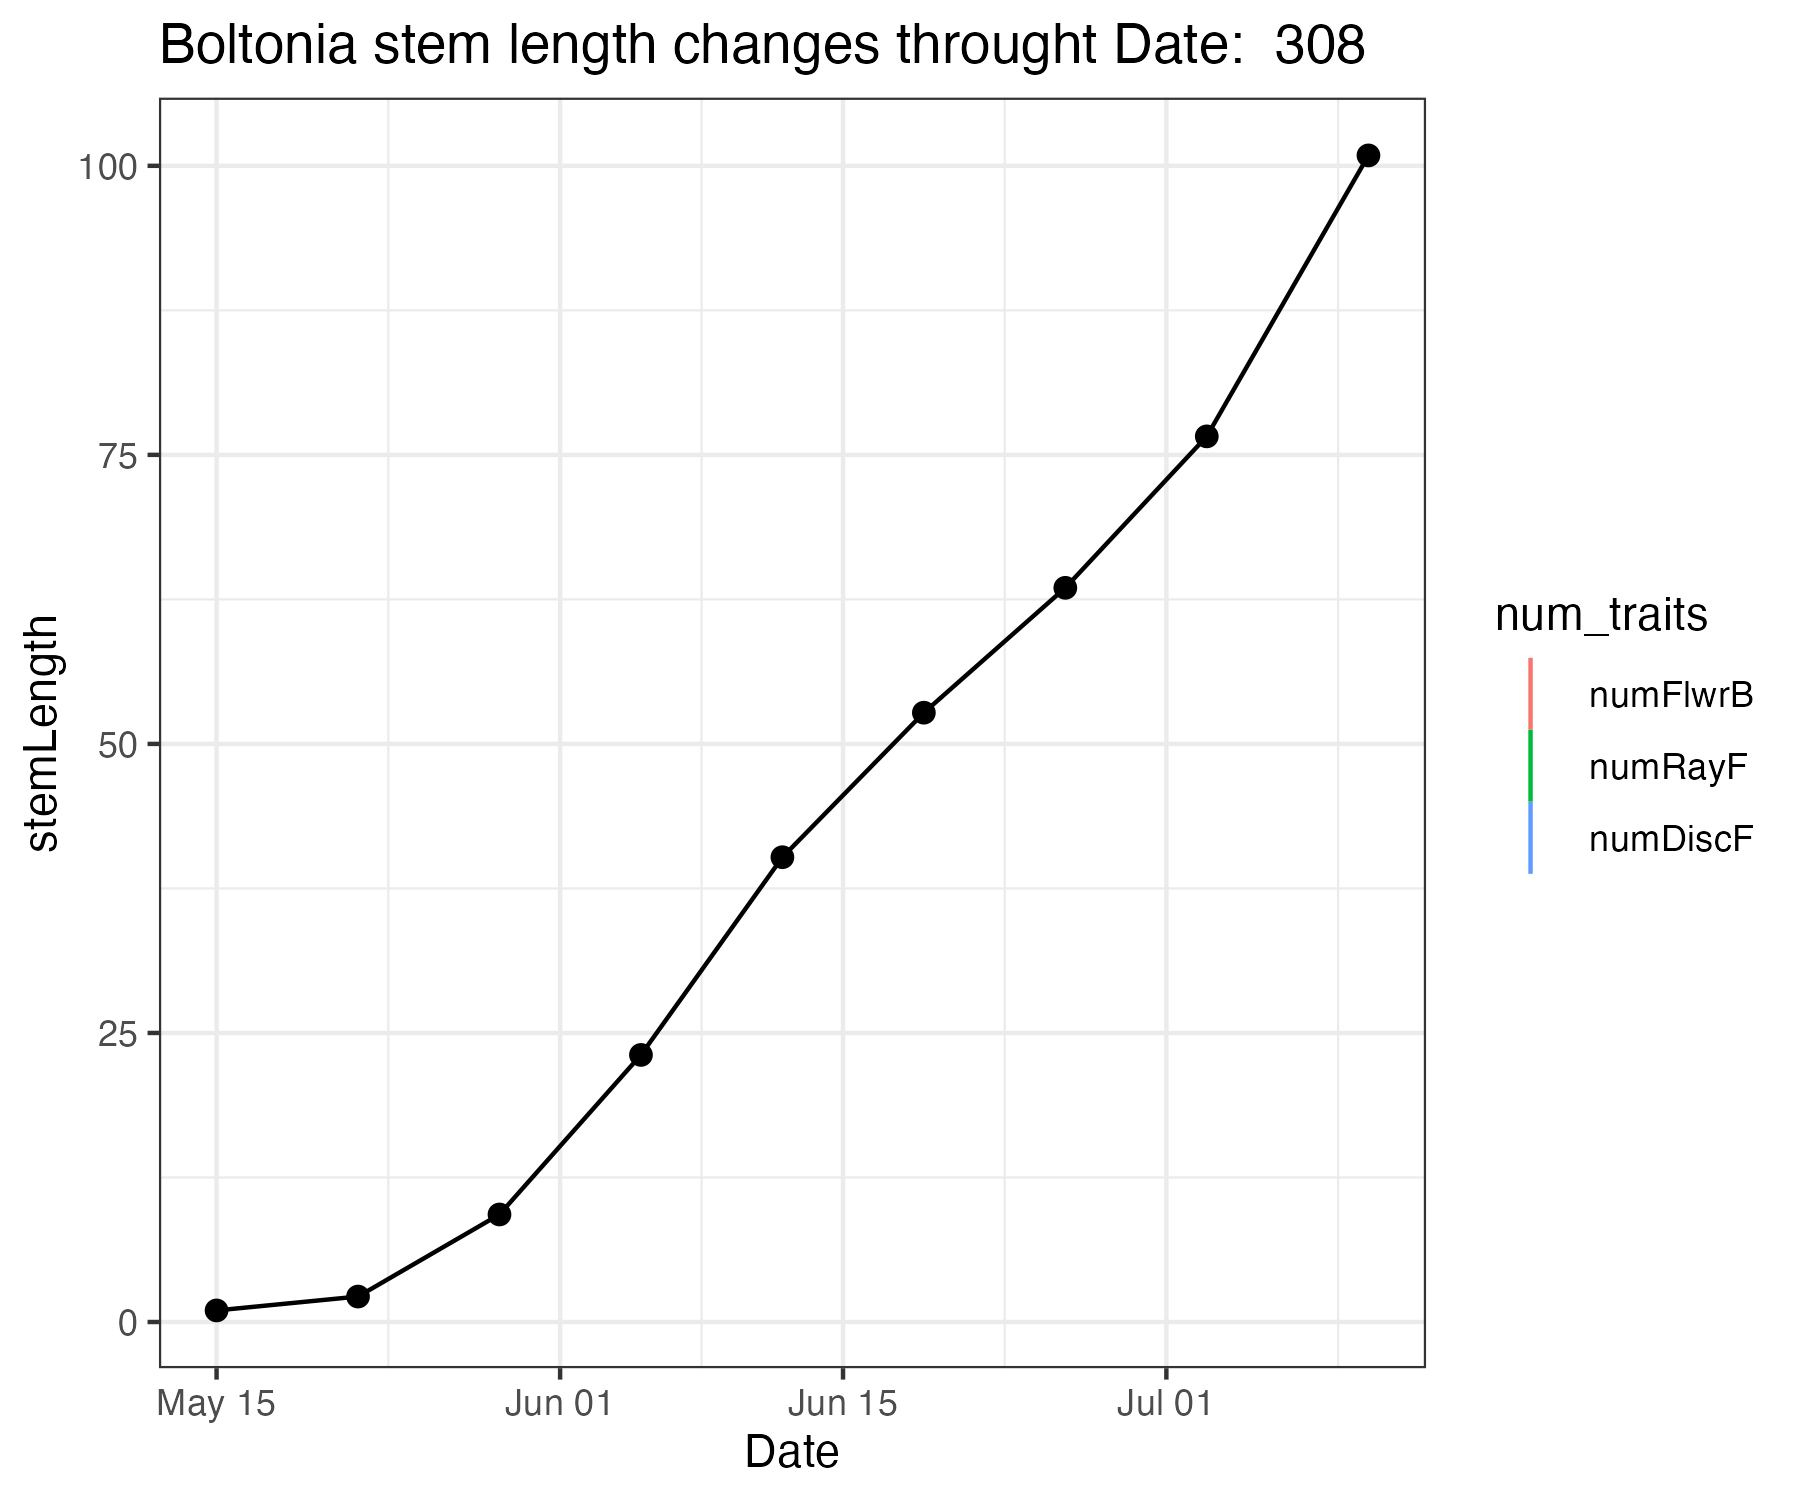 Boltonia stem length changes throught Date:  308
100
75
50
25
0
stemLength
May 15
Jun 01
Jun 15
Jul 01
Date
num_traits
numFlwrB
numRayF
numDiscF